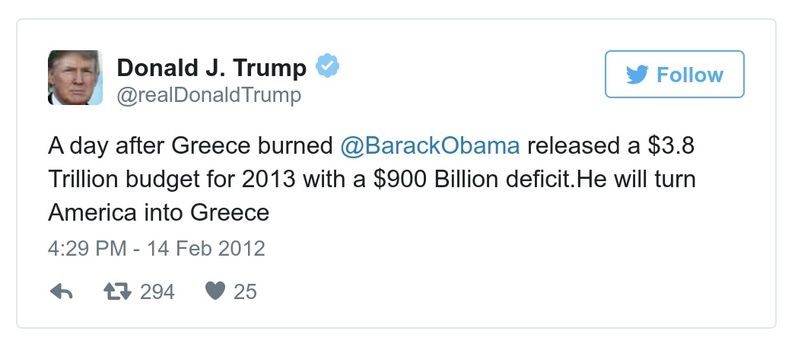 Donald J. Trump
@realDonaldTrump
Follow
A day after Greece burned @BarackObama released a $3.8
Trillion budget for 2013 with a $900 Billion deficit.He will turn
America into Greece
4:29 PM - 14 Feb 2012
294 25